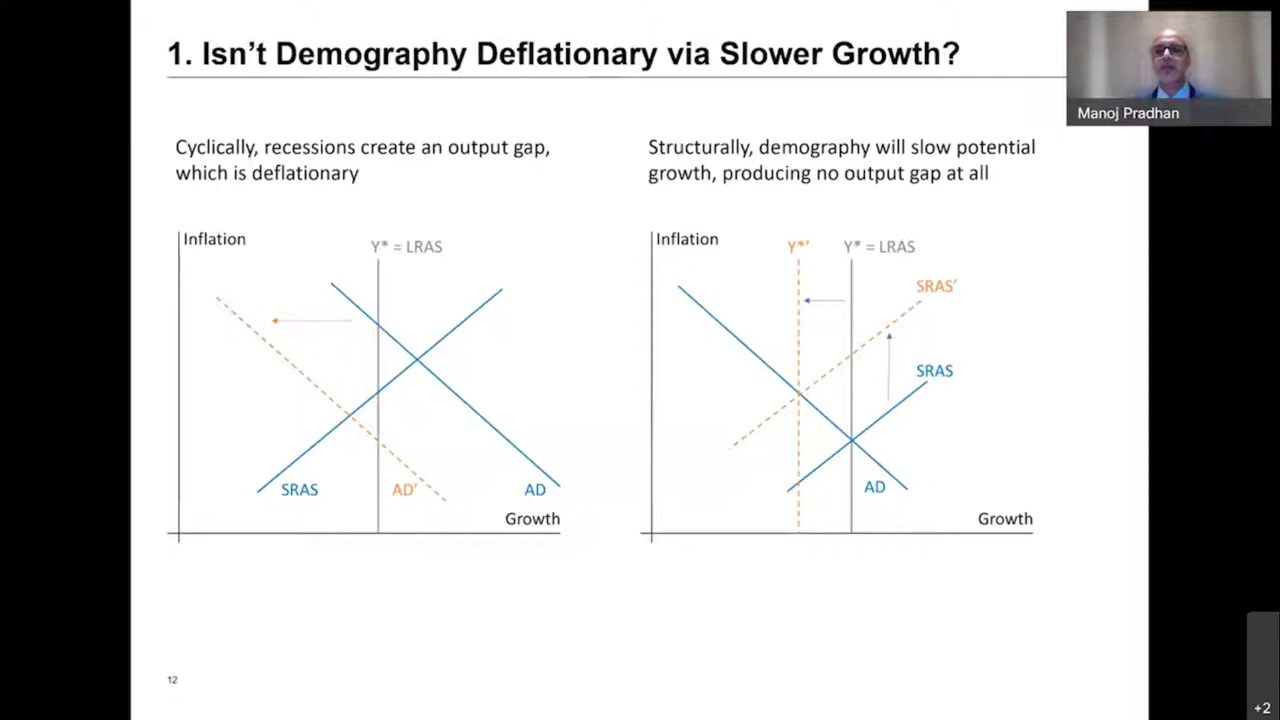 1. Isn’t Demography Deflationary via Slower Growth?
Manoj Pradhan
Cyclically, recessions create an output gap,
which is deflationary
Inflation
Y* = LRAS
SRAS
AD’
AD
Growth
Structurally, demography will slow potential
growth, producing no output gap at all
Inflation
Y*’
Y* = LRAS
SRAS’
SRAS
AD
Growth
12
+2